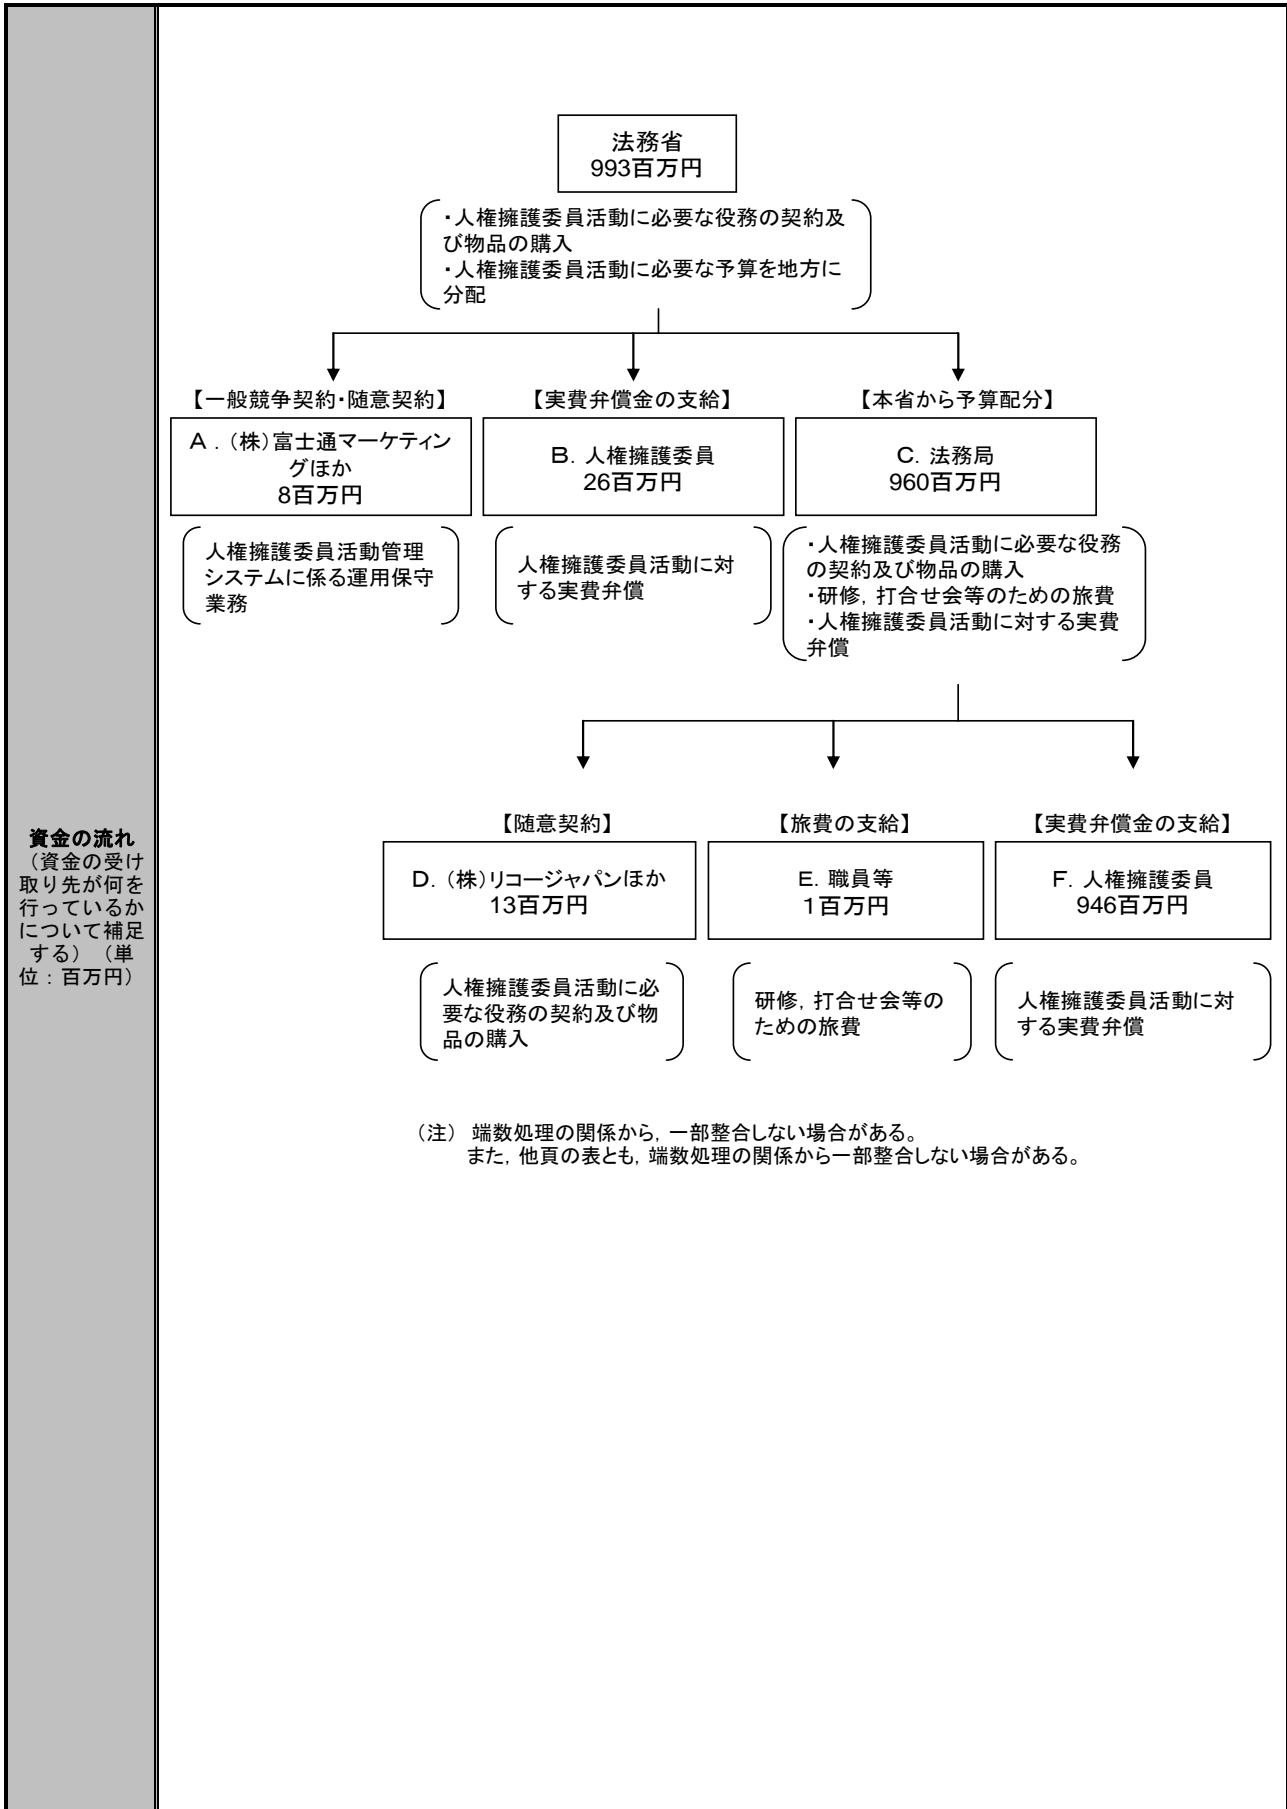 資金の流れ
（資金の受け
取り先が何を
行っているか
について補足
する）　（単
位：百万円）
法務省
993百万円
・人権擁護委員活動に必要な役務の契約及
び物品の購入
・人権擁護委員活動に必要な予算を地方に
分配
【一般競争契約・随意契約】
A．（株）富士通マーケティン
グほか
8百万円
人権擁護委員活動管理
システムに係る運用保守
業務
【実費弁償金の支給】
B．人権擁護委員
26百万円
人権擁護委員活動に対
する実費弁償
【本省から予算配分】
C．法務局
960百万円
・人権擁護委員活動に必要な役務
の契約及び物品の購入
・研修，打合せ会等のための旅費
・人権擁護委員活動に対する実費
弁償
【随意契約】
D．（株）リコージャパンほか
13百万円
人権擁護委員活動に必
要な役務の契約及び物
品の購入
【旅費の支給】
E．職員等
1百万円
研修，打合せ会等の
ための旅費
【実費弁償金の支給】
F．人権擁護委員
946百万円
人権擁護委員活動に対
する実費弁償
（注）　端数処理の関係から，一部整合しない場合がある。
また，他頁の表とも，端数処理の関係から一部整合しない場合がある。